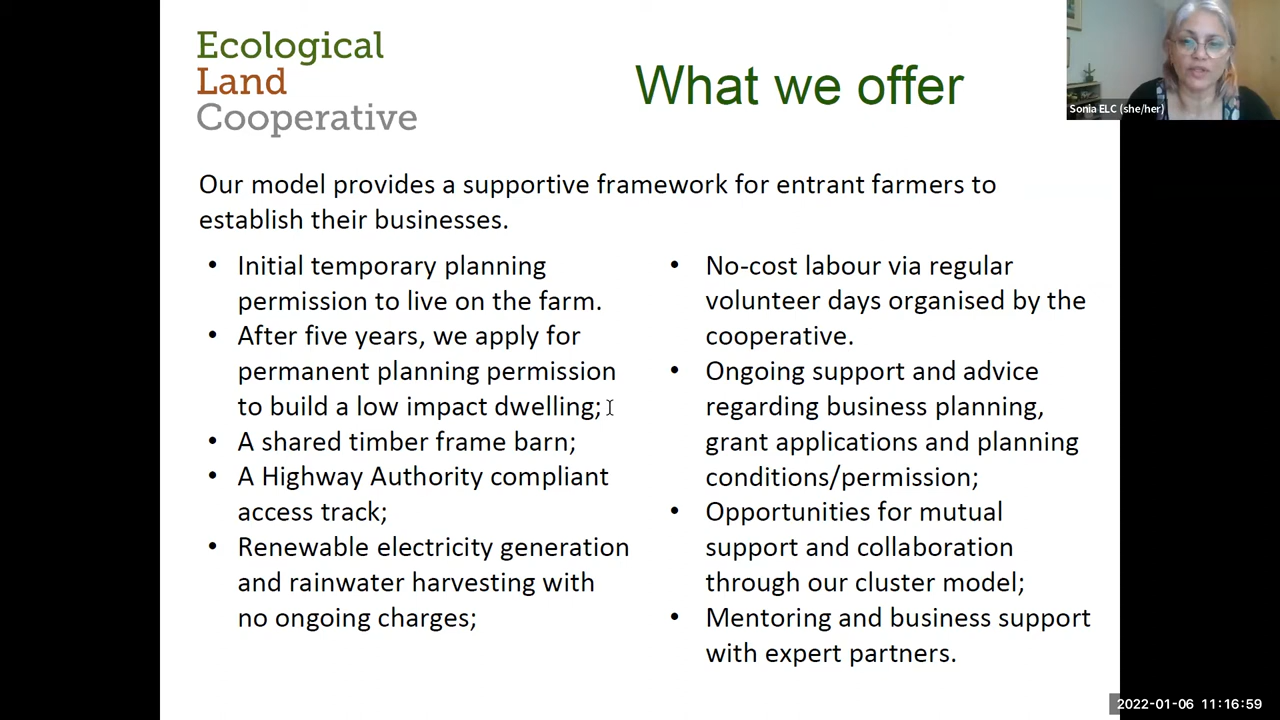 Ecological
Land
Cooperative
What we offer
Sonia ELC (she/her)
Our model provides a supportive framework for entrant farmers to
establish their businesses.
• Initial temporary planning
permission to live on the farm.
• After five years, we apply for
permanent planning permission
to build a low impact dwelling;
• A shared timber frame barn;
• A Highway Authority compliant
access track;
• Renewable electricity generation
and rainwater harvesting with
no ongoing charges;
• No-cost labour via regular
volunteer days organised by the
cooperative.
• Ongoing support and advice
regarding business planning,
grant applications and planning
conditions/permission;
• Opportunities for mutual
support and collaboration
through our cluster model;
• Mentoring and business support
with expert partners.
2022-01-06 11:16:59